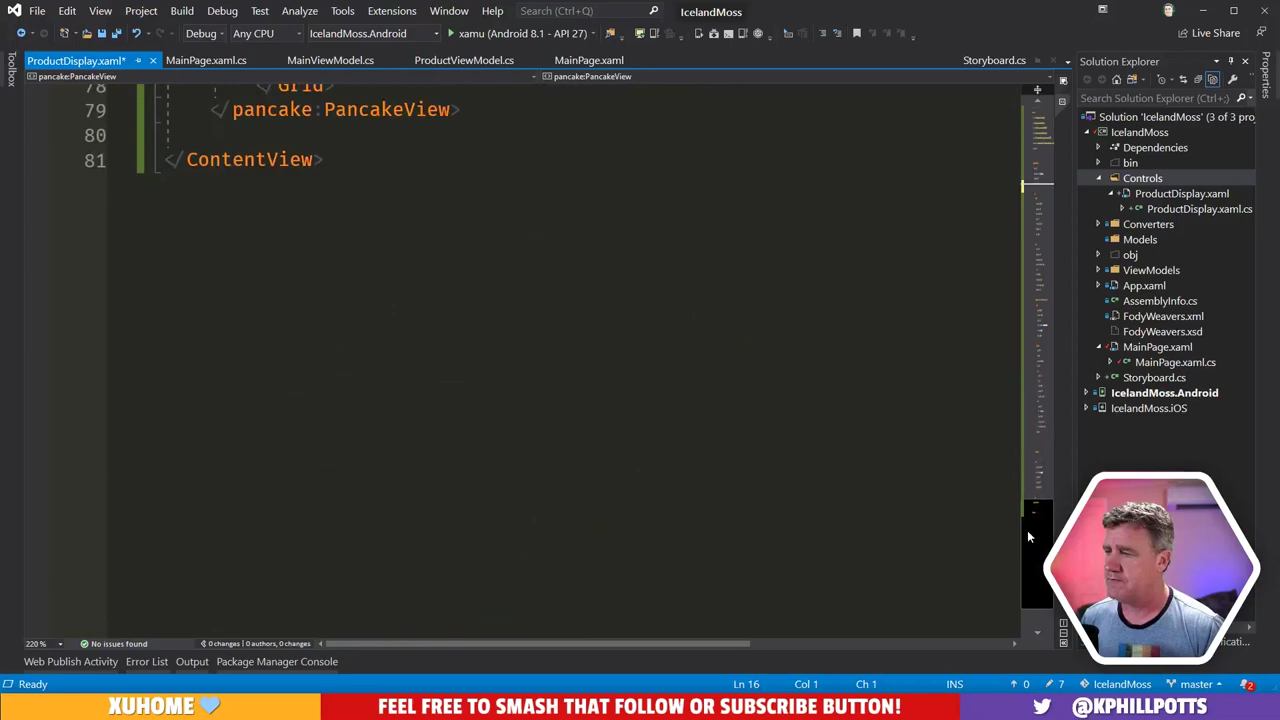 File Edit View Project Build Debug Test Analyze Tools Extensions Window Help Search (Ctrl+Q) IcelandMoss
Debug Any CPU IcelandMoss.Android xamu (Android 8.1 - API 27) Live Share
ProductDisplay.xaml* MainPage.xaml.cs MainViewModel.cs ProductViewModel.cs MainPage.xaml Storyboard.cs
pancake:PancakeView pancake:PancakeView
78 </Grid>
79 </pancake:PancakeView>
80
81 </ContentView>
Toolbox
Solution Explorer
Search Solution Explorer (Ctrl+;)
Solution 'IcelandMoss' (3 of 3 proj
IcelandMoss
Dependencies
bin
Controls
ProductDisplay.xaml
ProductDisplay.xaml.cs
Converters
Models
obj
ViewModels
App.xaml
AssemblyInfo.cs
FodyWeavers.xml
FodyWeavers.xsd
MainPage.xaml
MainPage.xaml.cs
Storyboard.cs
IcelandMoss.Android
IcelandMoss.iOS
Properties
220 % No issues found 0 changes | 0 authors, 0 changes
Web Publish Activity Error List Output Package Manager Console
Ready Ln 16 Col 1 Ch 1 INS 0 7 IcelandMoss master 2
XUHOME FEEL FREE TO SMASH THAT FOLLOW OR SUBSCRIBE BUTTON! @KPHILLPOTTS